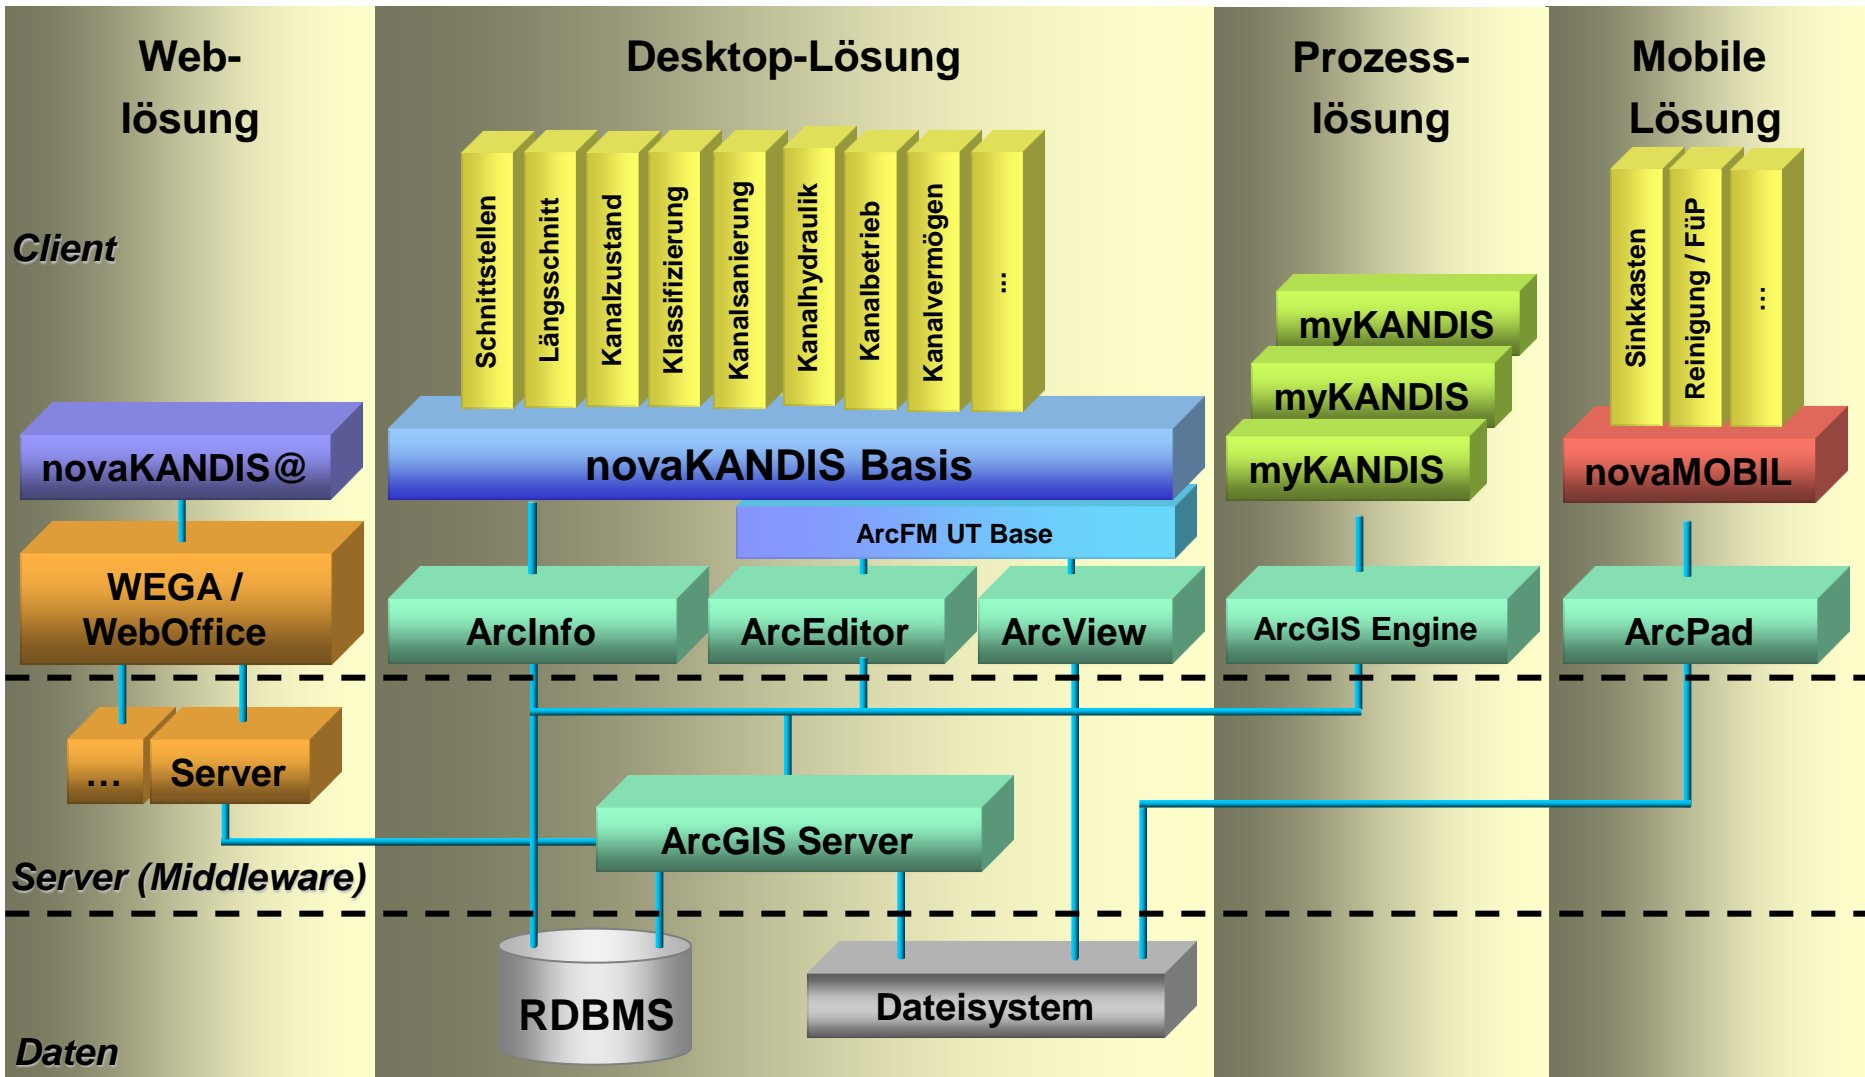 Web-
lösung
Desktop-Lösung
Prozess-
lösung
Mobile
Lösung
Client
Schnittstellen
Längsschnitt
Kanalzustand
Klassifizierung
Kanalsanierung
Kanalhydraulik
Kanalbetrieb
Kanalvermögen
...
myKANDIS
myKANDIS
myKANDIS
Sinkkasten
Reinigung / FüP
...
novaKANDIS@
novaKANDIS Basis
novaMOBIL
ArcFM UT Base
WEGA /
WebOffice
ArcInfo
ArcEditor
ArcView
ArcGIS Engine
ArcPad
...
Server
ArcGIS Server
Server (Middleware)
RDBMS
Dateisystem
Daten